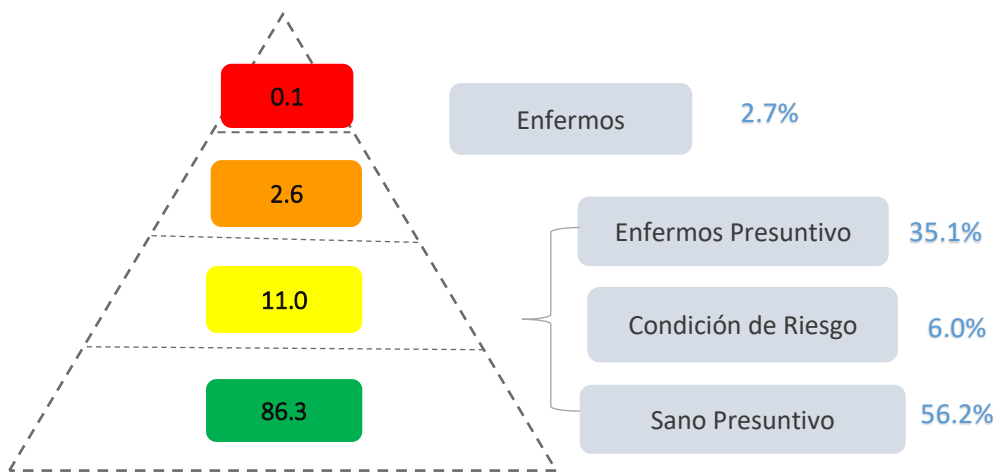 0.1
Enfermos
2.7%
2.6
Enfermos Presuntivo
35.1%
11.0
Condición de Riesgo
6.0%
86.3
Sano Presuntivo
56.2%